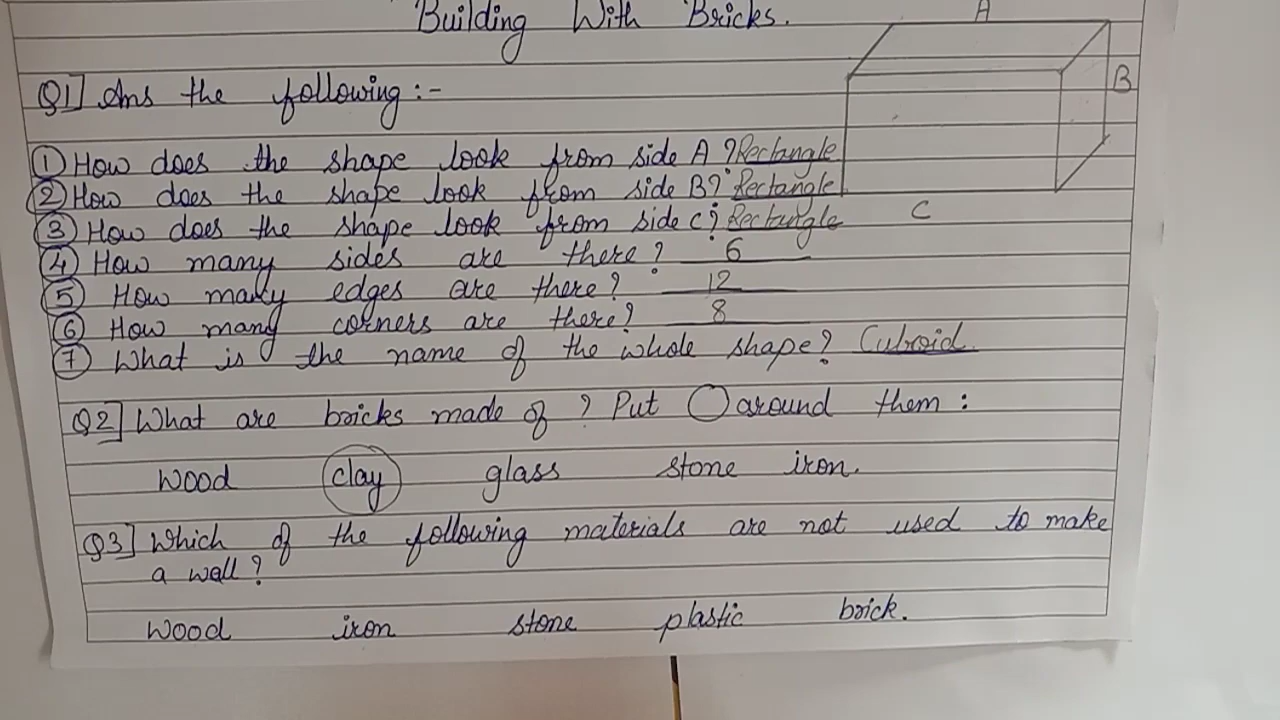 Building With Bricks.
A
B
Q1] Ans the following :-
1 How does the shape look from side A ? Rectangle
2 How does the shape look from side B? Rectangle
3 How does the shape look from side C? Rectangle
C
4 How many sides are there? 6
5 How many edges are there? 12
6 How many corners are there? 8
7 What is the name of the whole shape? Cuboid.
Q2] What are bricks made of ? Put ◯ around them :
Wood clay glass stone iron.
Q3] Which of the following materials are not used to make
a wall ?
Wood iron stone plastic brick.